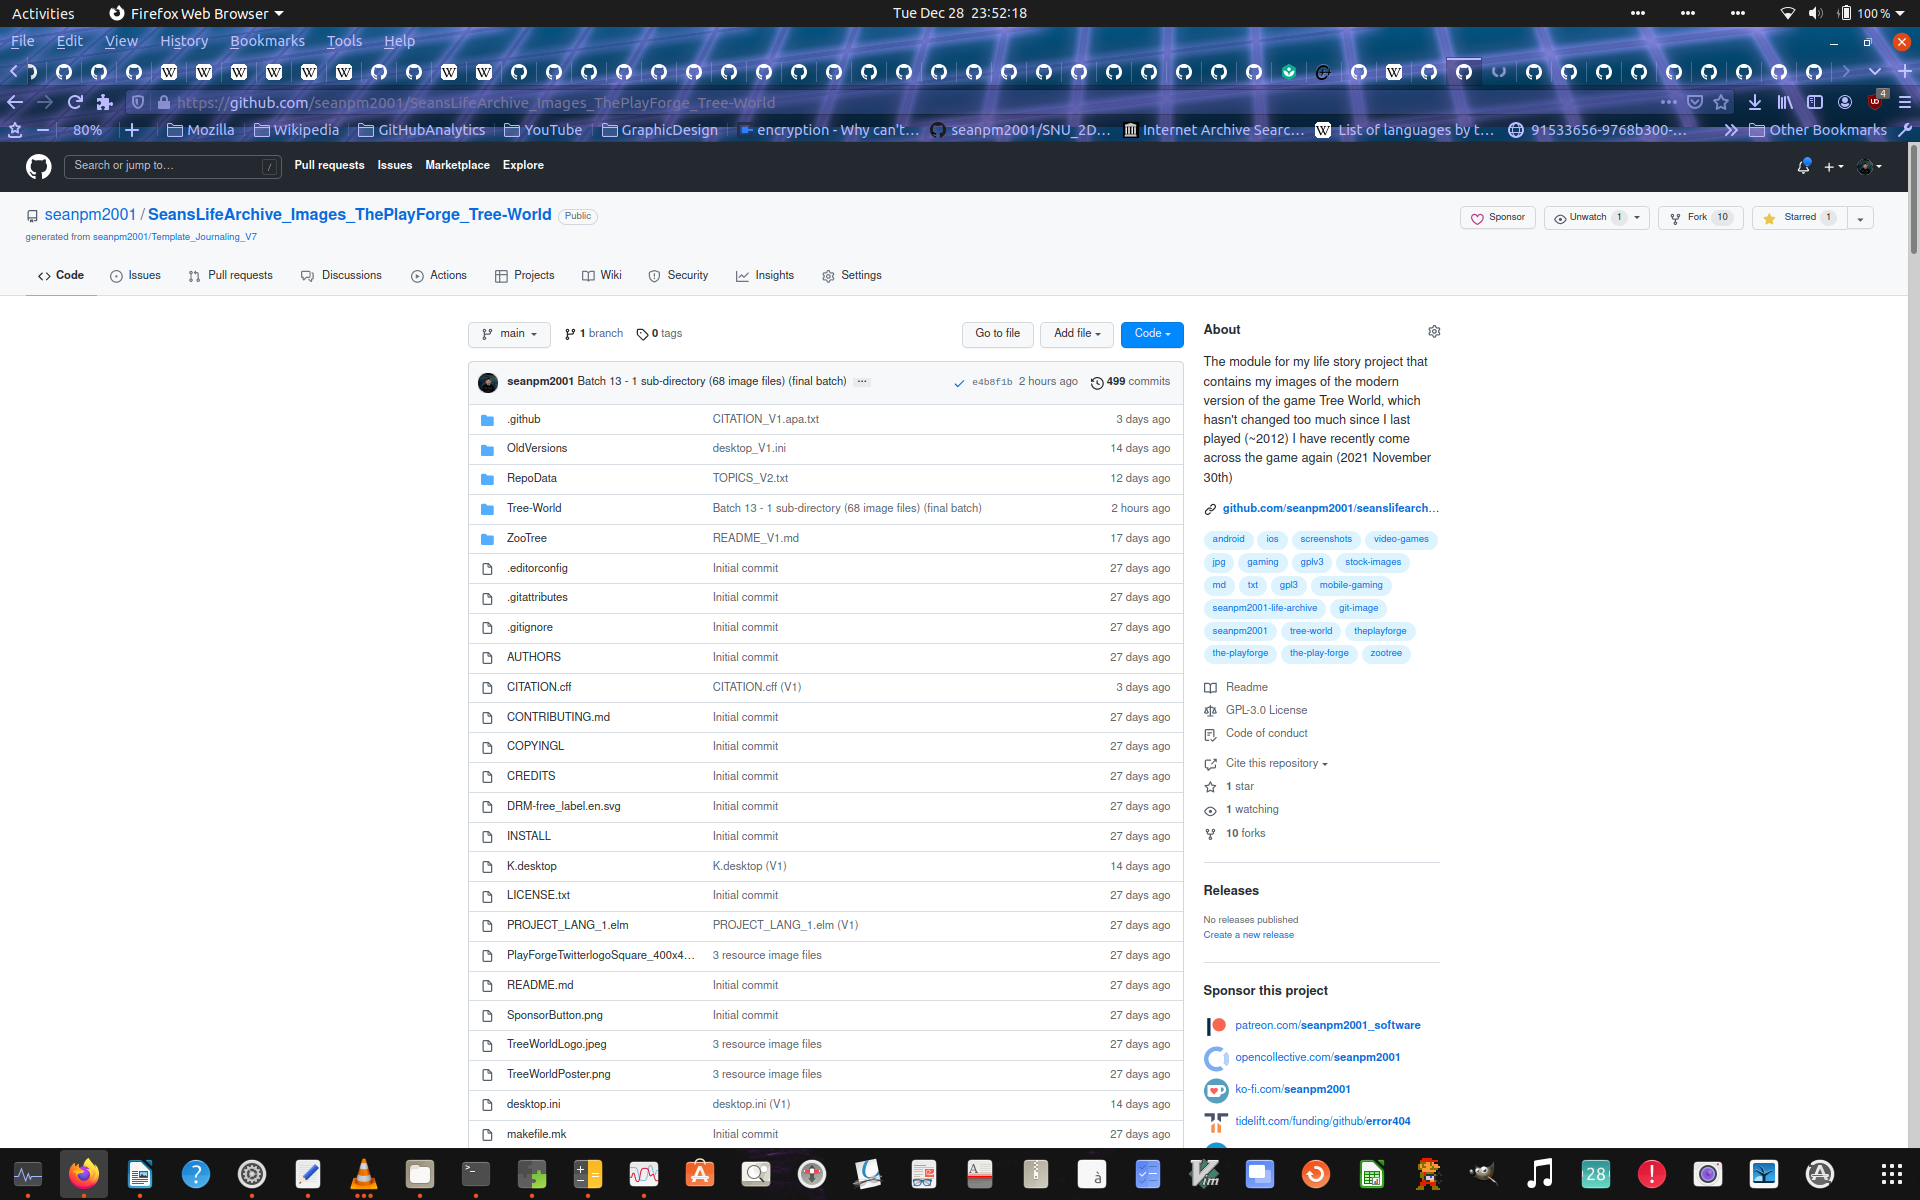 Activities
Firefox Web Browser
Tue Dec 28 23:52:18
100 %
File Edit View History Bookmarks Tools Help
https://github.com/seanpm2001/SeansLifeArchive_Images_ThePlayForge_Tree-World
4
80%
Mozilla
Wikipedia
GitHubAnalytics
YouTube
GraphicDesign
encryption - Why can't…
seanpm2001/SNU_2D…
Internet Archive Searc…
List of languages by t…
91533656-9768b300-…
Other Bookmarks
Search or jump to…
/
Pull requests Issues Marketplace Explore
seanpm2001 / SeansLifeArchive_Images_ThePlayForge_Tree-World Public
generated from seanpm2001/Template_Journaling_V7
Sponsor
Unwatch 1
Fork 10
Starred 1
Code
Issues
Pull requests
Discussions
Actions
Projects
Wiki
Security
Insights
Settings
main
1 branch
0 tags
Go to file
Add file
Code
seanpm2001 Batch 13 - 1 sub-directory (68 image files) (final batch) ...
e4b8f1b 2 hours ago
499 commits
.github CITATION_V1.apa.txt 3 days ago
OldVersions desktop_V1.ini 14 days ago
RepoData TOPICS_V2.txt 12 days ago
Tree-World Batch 13 - 1 sub-directory (68 image files) (final batch) 2 hours ago
ZooTree README_V1.md 17 days ago
.editorconfig Initial commit 27 days ago
.gitattributes Initial commit 27 days ago
.gitignore Initial commit 27 days ago
AUTHORS Initial commit 27 days ago
CITATION.cff CITATION.cff (V1) 3 days ago
CONTRIBUTING.md Initial commit 27 days ago
COPYINGL Initial commit 27 days ago
CREDITS Initial commit 27 days ago
DRM-free_label.en.svg Initial commit 27 days ago
INSTALL Initial commit 27 days ago
K.desktop K.desktop (V1) 14 days ago
LICENSE.txt Initial commit 27 days ago
PROJECT_LANG_1.elm PROJECT_LANG_1.elm (V1) 27 days ago
PlayForgeTwitterlogoSquare_400x4… 3 resource image files 27 days ago
README.md Initial commit 27 days ago
SponsorButton.png Initial commit 27 days ago
TreeWorldLogo.jpeg 3 resource image files 27 days ago
TreeWorldPoster.png 3 resource image files 27 days ago
desktop.ini desktop.ini (V1) 14 days ago
makefile.mk Initial commit 27 days ago
About
The module for my life story project that
contains my images of the modern
version of the game Tree World, which
hasn't changed too much since I last
played (~2012) I have recently come
across the game again (2021 November
30th)
github.com/seanpm2001/seanslifearch…
android ios screenshots video-games
jpg gaming gplv3 stock-images
md txt gpl3 mobile-gaming
seanpm2001-life-archive git-image
seanpm2001 tree-world theplayforge
the-playforge the-play-forge zootree
Readme
GPL-3.0 License
Code of conduct
Cite this repository
1 star
1 watching
10 forks
Releases
No releases published
Create a new release
Sponsor this project
patreon.com/seanpm2001_software
opencollective.com/seanpm2001
ko-fi.com/seanpm2001
tidelift.com/funding/github/error404
28